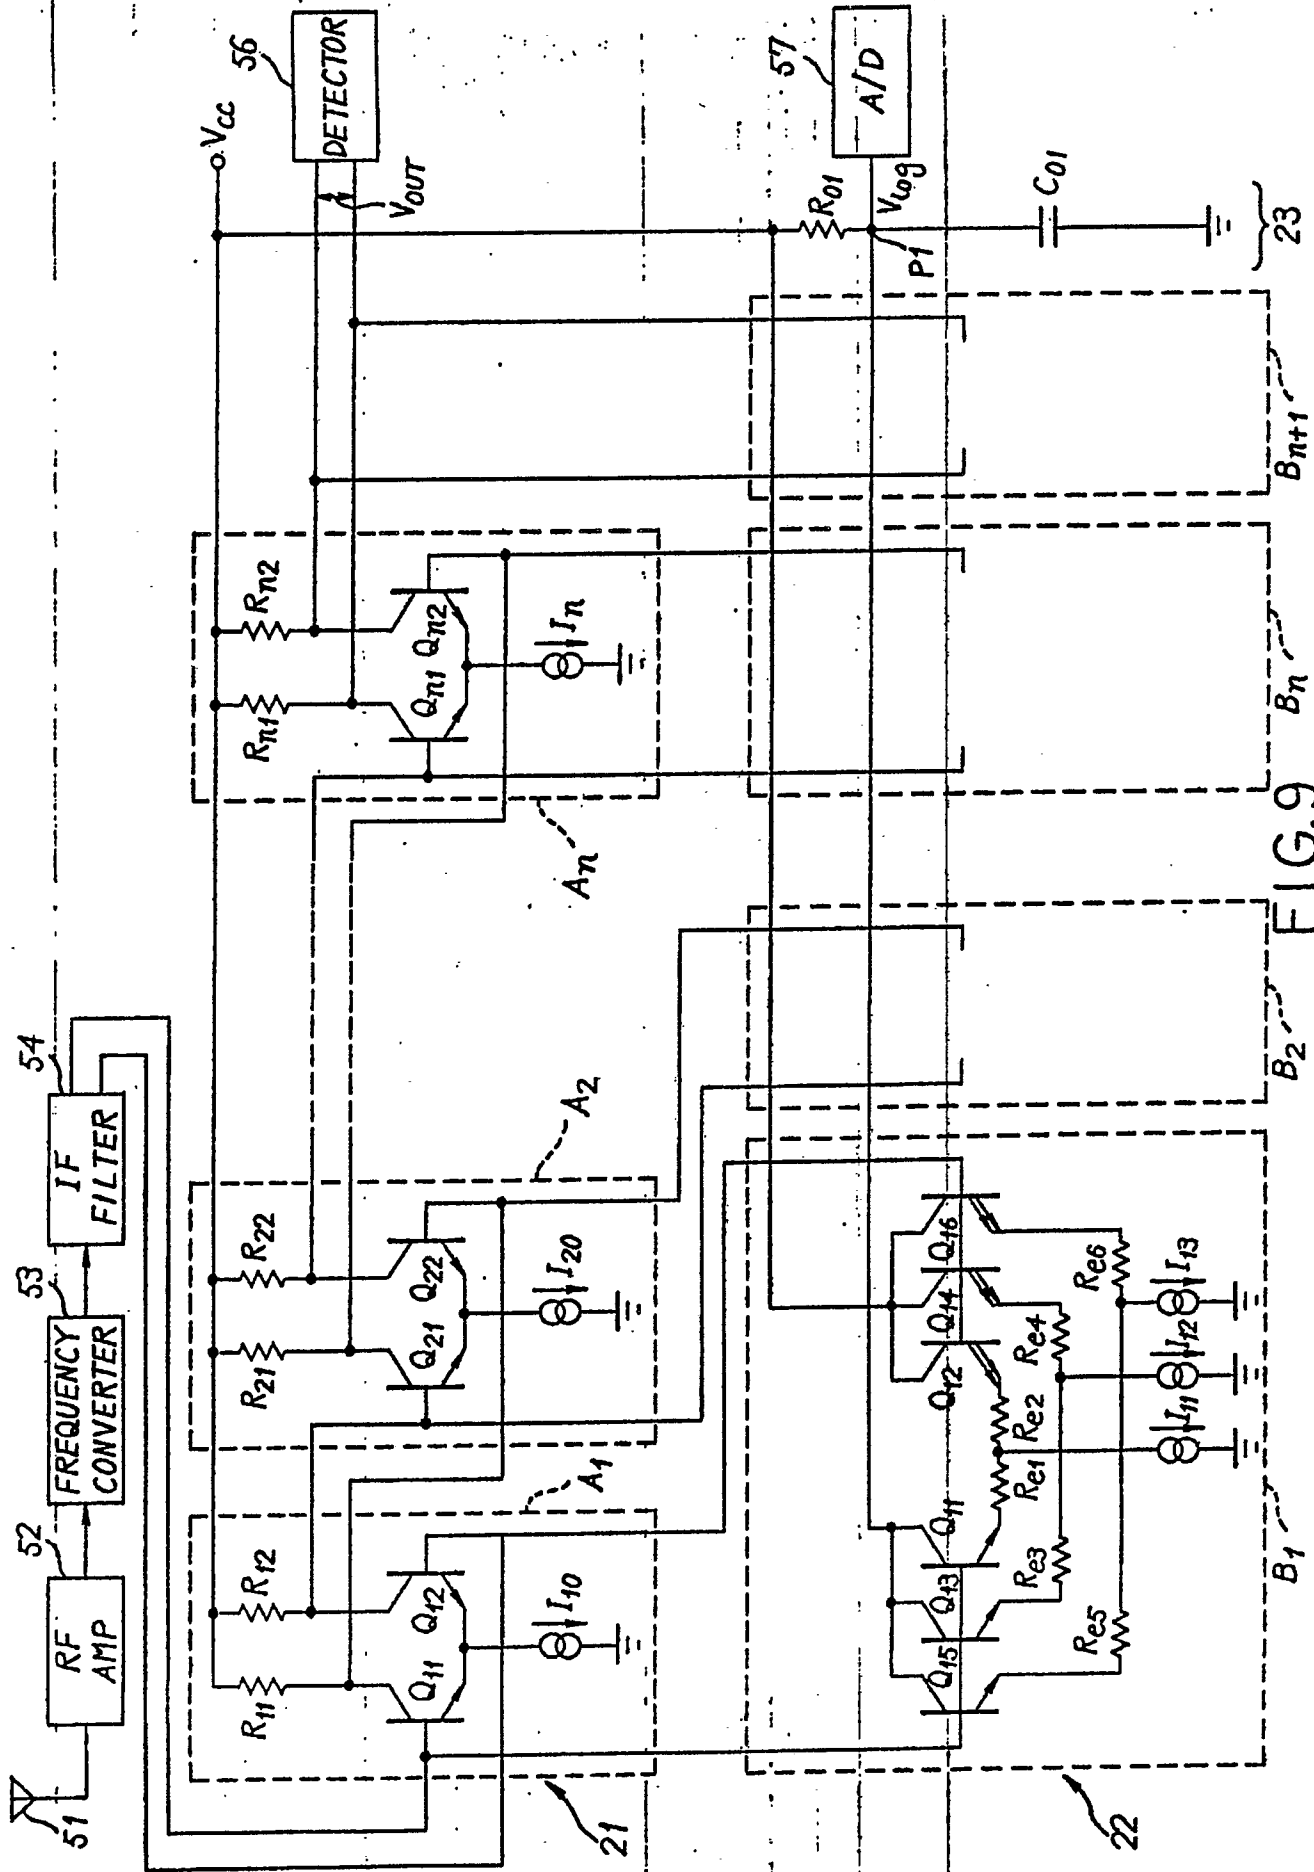 51
RF
AMP
52
FREQUENCY
CONVERTER
53
IF
FILTER
54
VCC
DETECTOR
56
VOUT
R11
R12
Q11
Q12
I10
A1
21
R21
R22
Q21
Q22
I20
A2
Rn1
Rn2
Qn1
Qn2
In
An
A/D
57
Vlog
R01
P1
C01
23
Q15
Q13
Q11
Q12
Q14
Q16
Re1
Re2
Re3
Re4
Re5
Re6
I11
I12
I13
22
B1
B2
Bn
Bn+1
FIG. 9